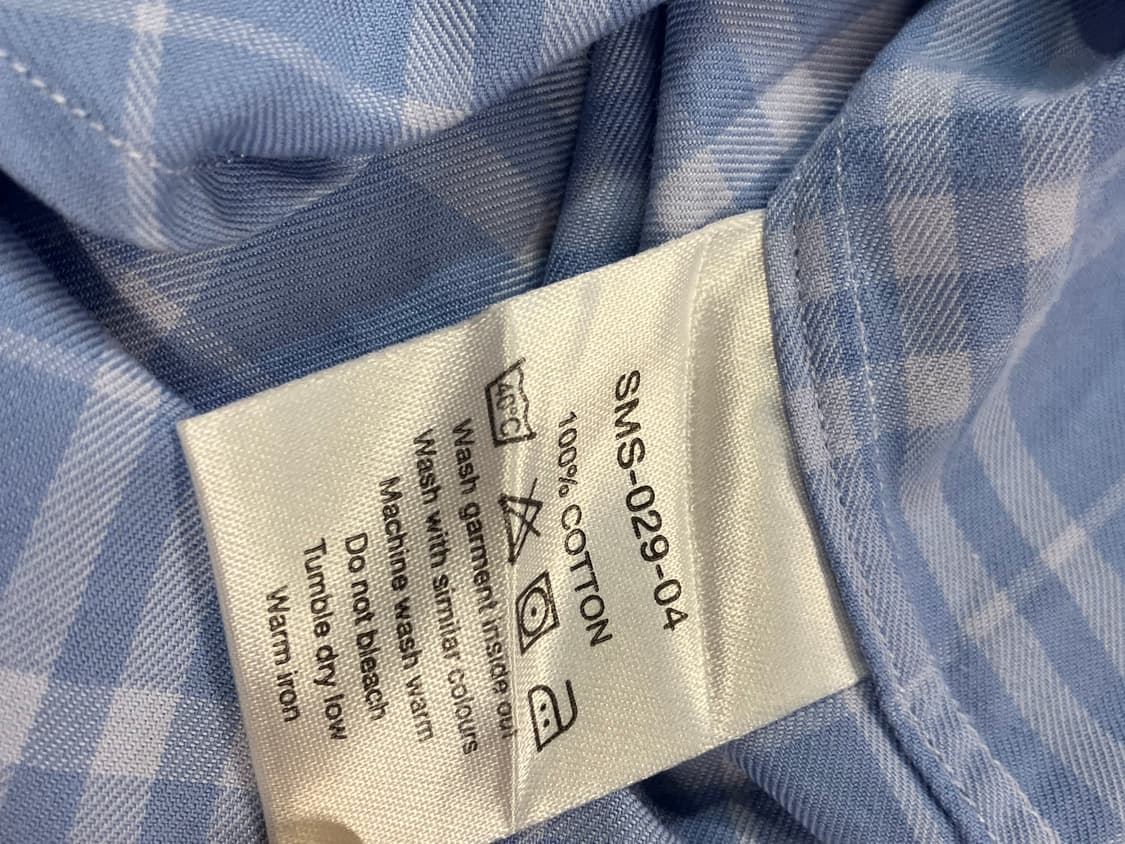 SMS-029-04
100% COTTON
40°C
Wash garment inside out
Wash with similar colours
Machine wash warm
Do not bleach
Tumble dry low
Warm iron